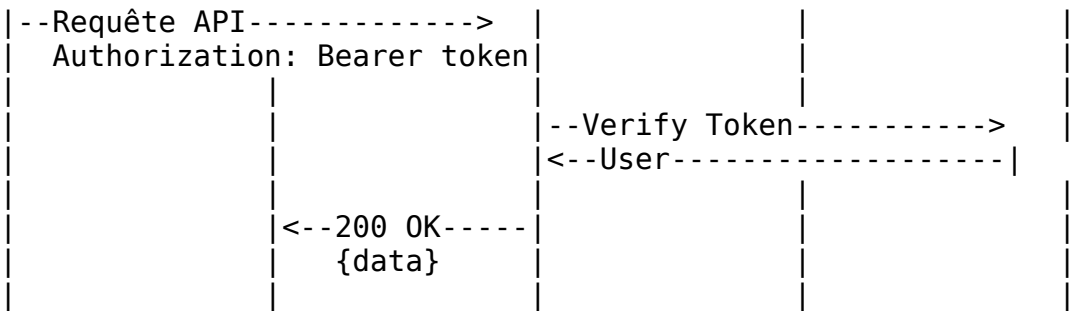 |--Requête API-------------> |              |              |
|  Authorization: Bearer token|              |              |
|              |              |              |              |
|              |              |--Verify Token----------->   |
|              |              |<--User-------------------|
|              |              |              |              |
|              |<--200 OK-----|              |              |
|              |   {data}     |              |              |
|              |              |              |              |